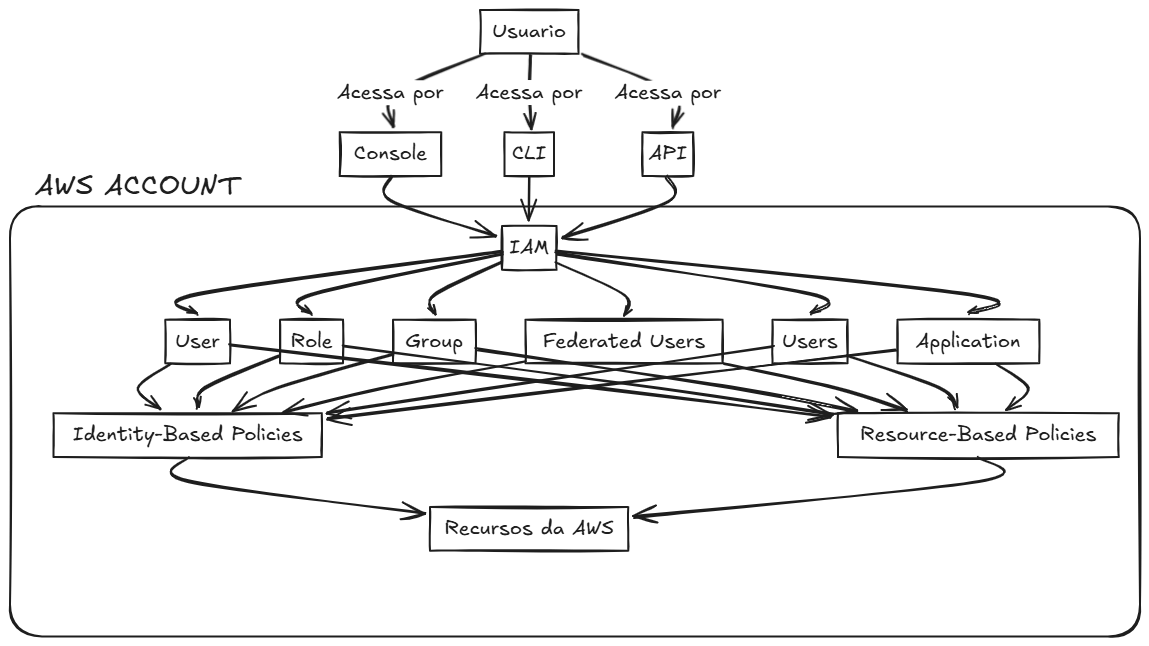 Usuario
Acessa por
Acessa por
Acessa por
Console
CLI
API
AWS ACCOUNT
IAM
User
Role
Group
Federated Users
Users
Application
Identity-Based Policies
Resource-Based Policies
Recursos da AWS